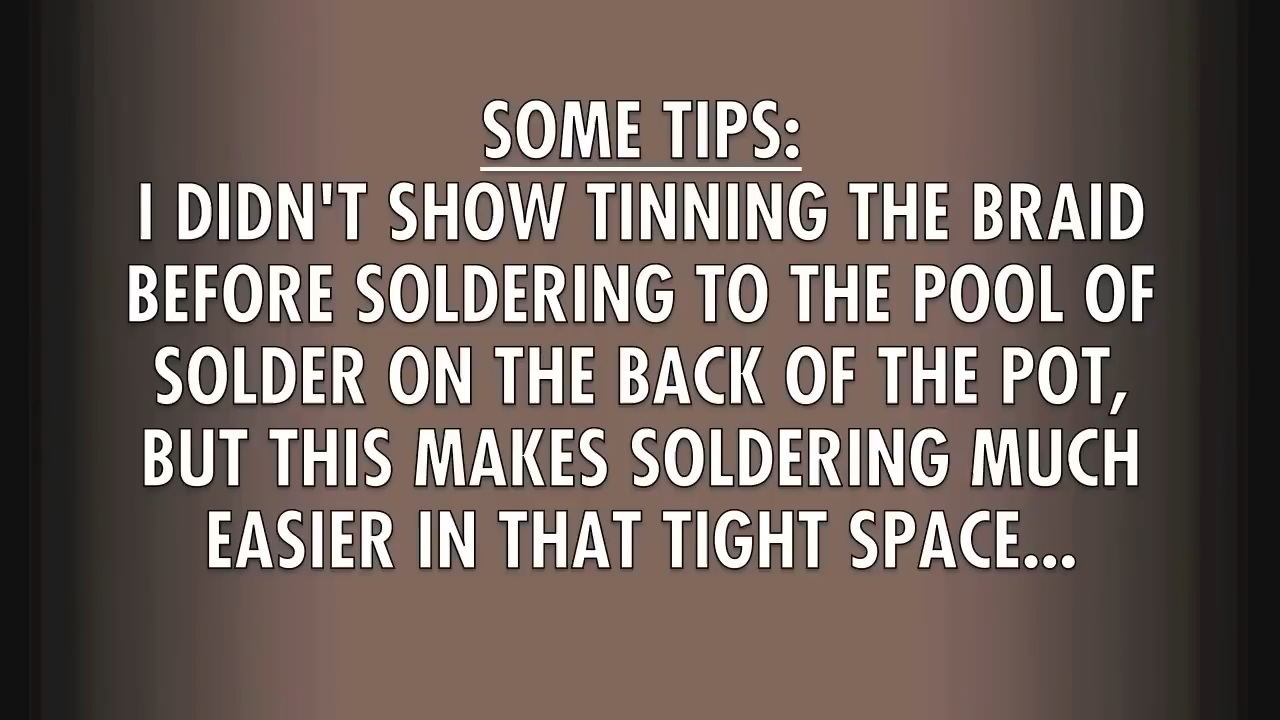 SOME TIPS:
I DIDN'T SHOW TINNING THE BRAID
BEFORE SOLDERING TO THE POOL OF
SOLDER ON THE BACK OF THE POT,
BUT THIS MAKES SOLDERING MUCH
EASIER IN THAT TIGHT SPACE...